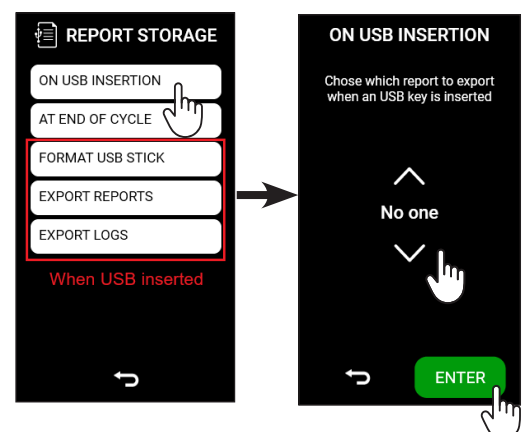 REPORT STORAGE
ON USB INSERTION
AT END OF CYCLE
FORMAT USB STICK
EXPORT REPORTS
EXPORT LOGS
When USB inserted
ON USB INSERTION
Chose which report to export
when an USB key is inserted
No one
ENTER